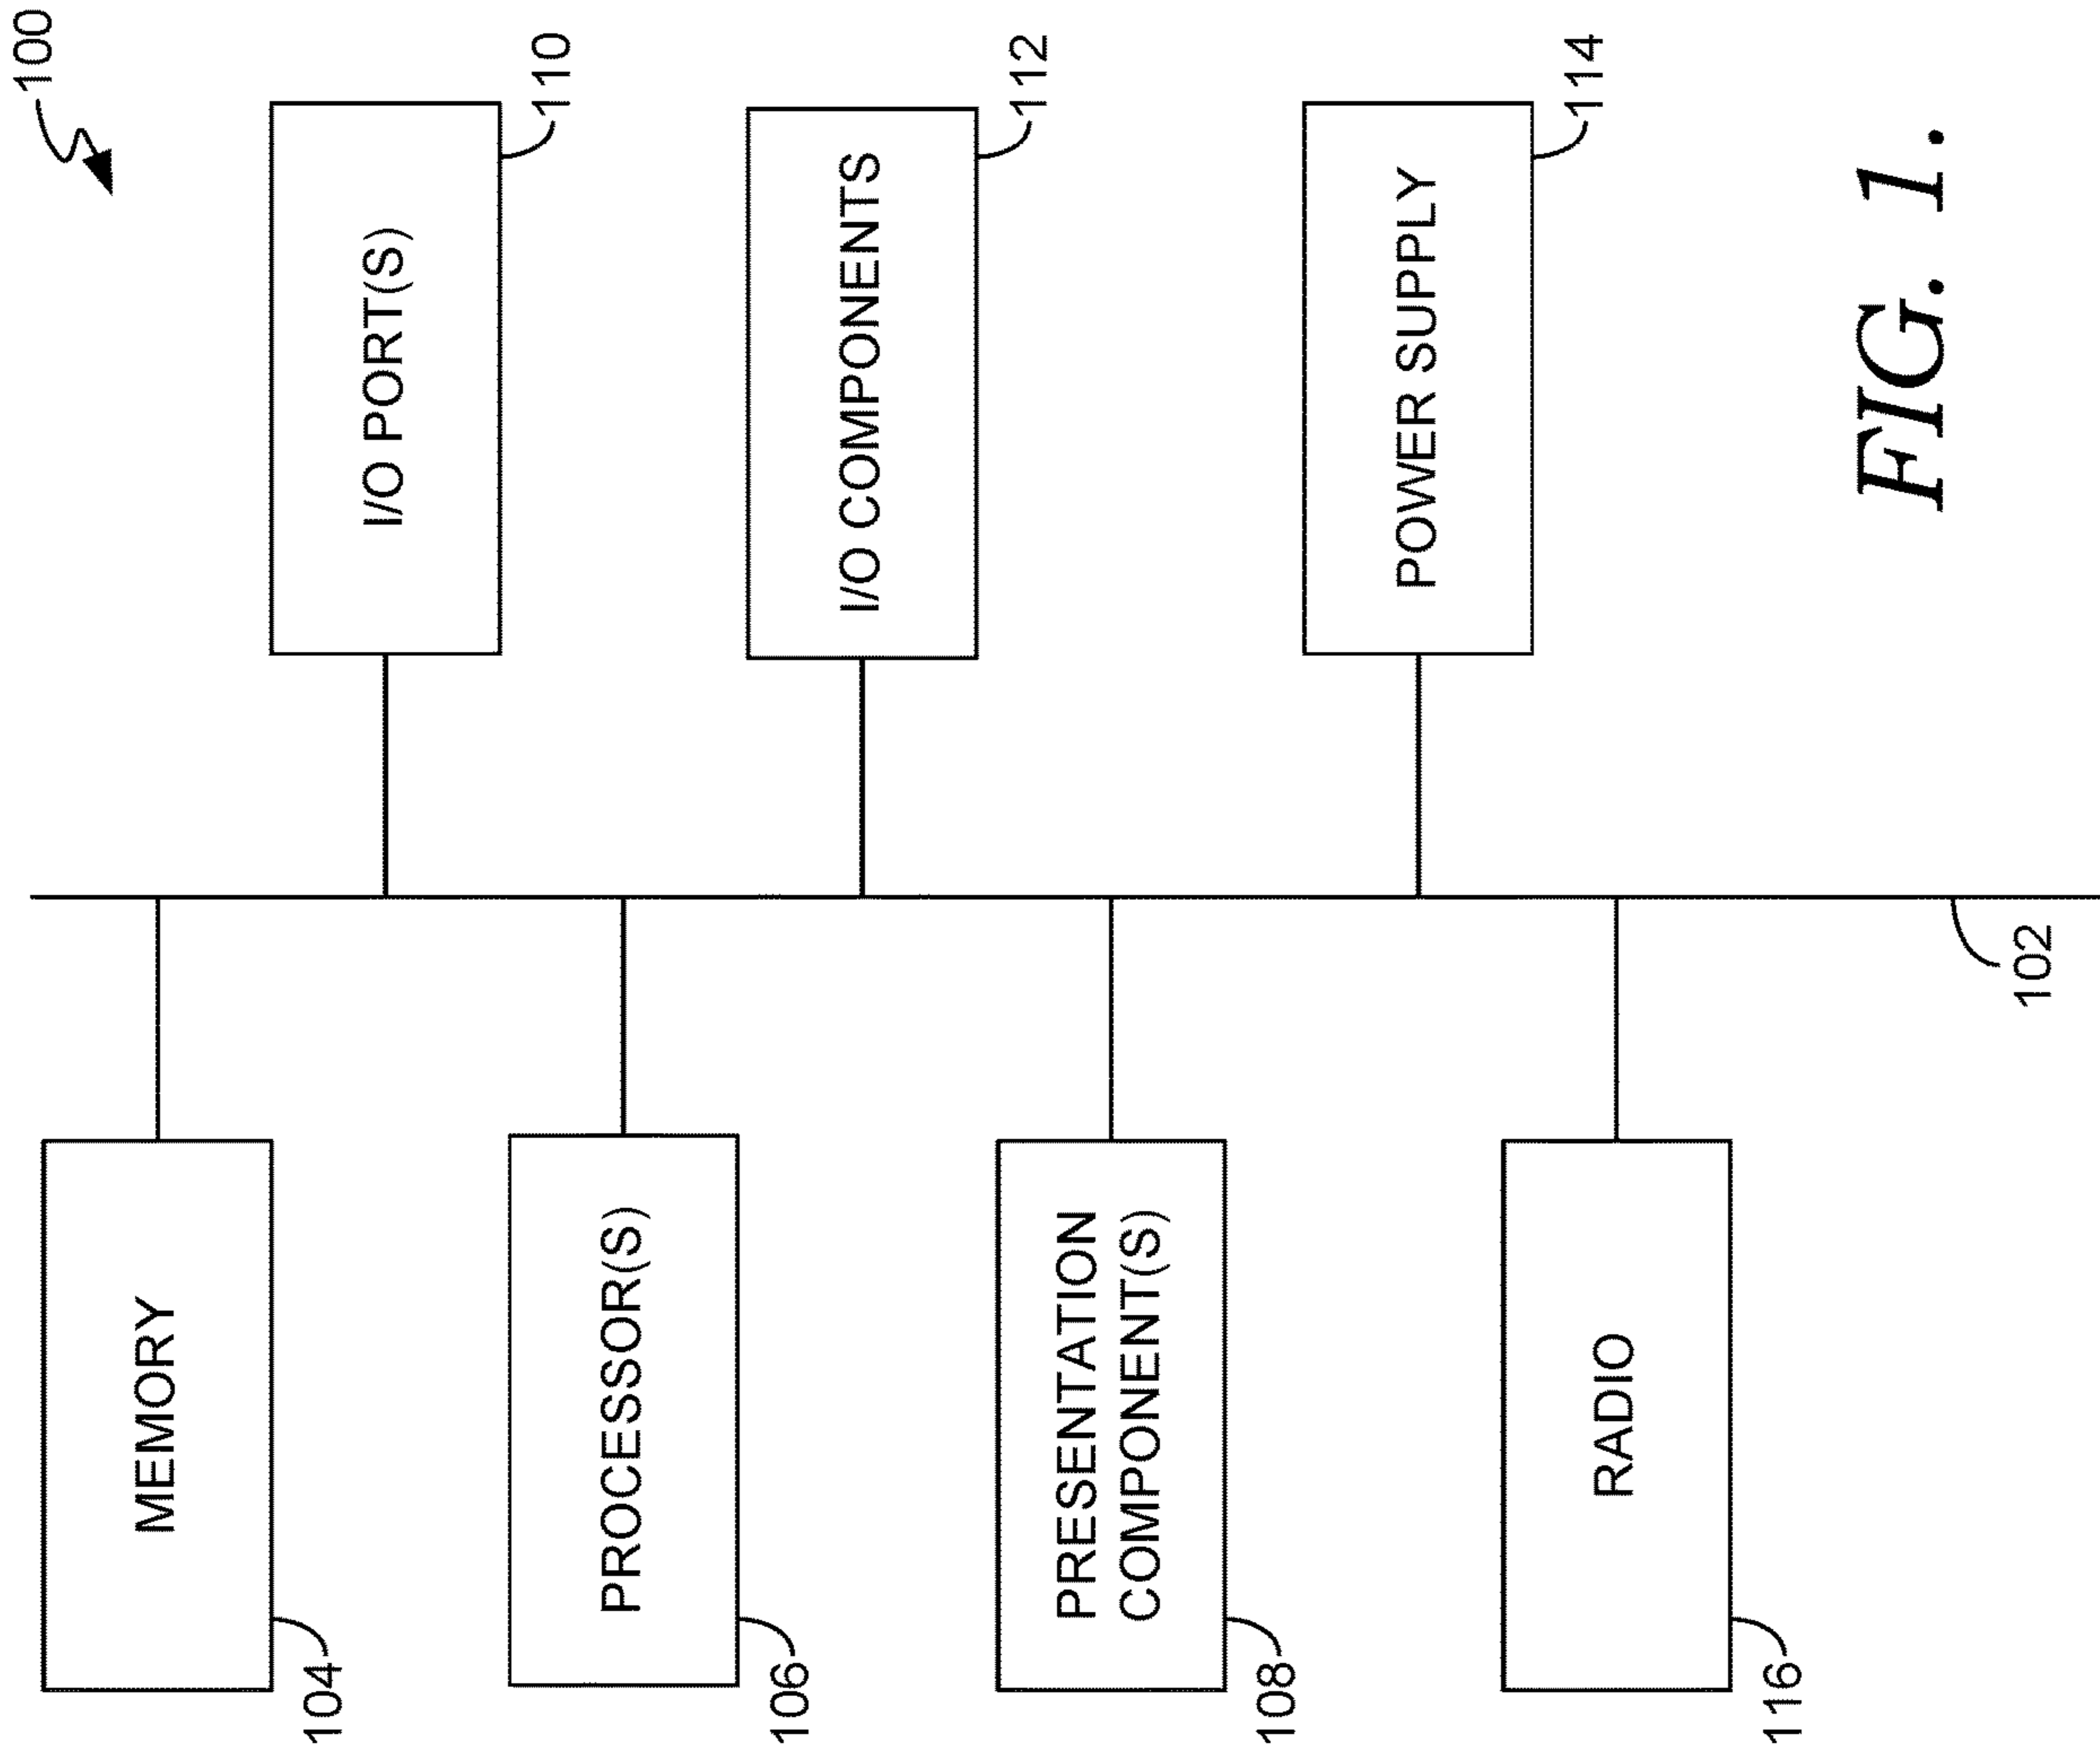 100
MEMORY
104
I/O PORT(S)
110
PROCESSOR(S)
106
I/O COMPONENTS
112
PRESENTATION
COMPONENT(S)
108
POWER SUPPLY
114
RADIO
116
102
FIG. 1.